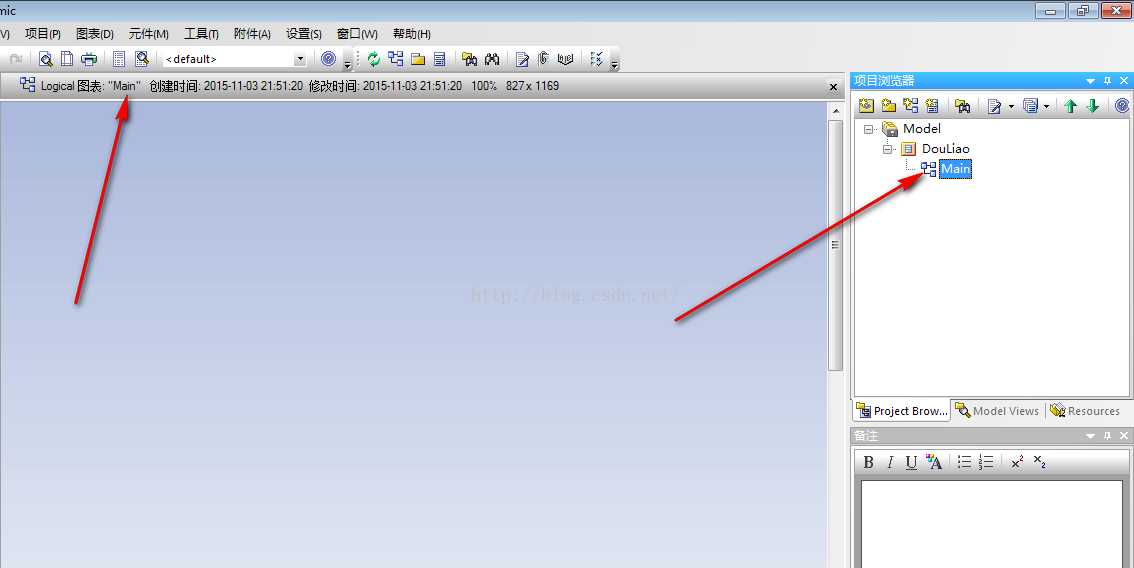 mic
V) 项目(P) 图表(D) 元件(M) 工具(T) 附件(A) 设置(S) 窗口(W) 帮助(H)
<default>
Logical 图表: "Main" 创建时间: 2015-11-03 21:51:20 修改时间: 2015-11-03 21:51:20 100% 827 x 1169
项目浏览器
Model
DouLiao
Main
http://blog.csdn.net/
Project Brow... Model Views Resources
备注
B I U A x² x₂